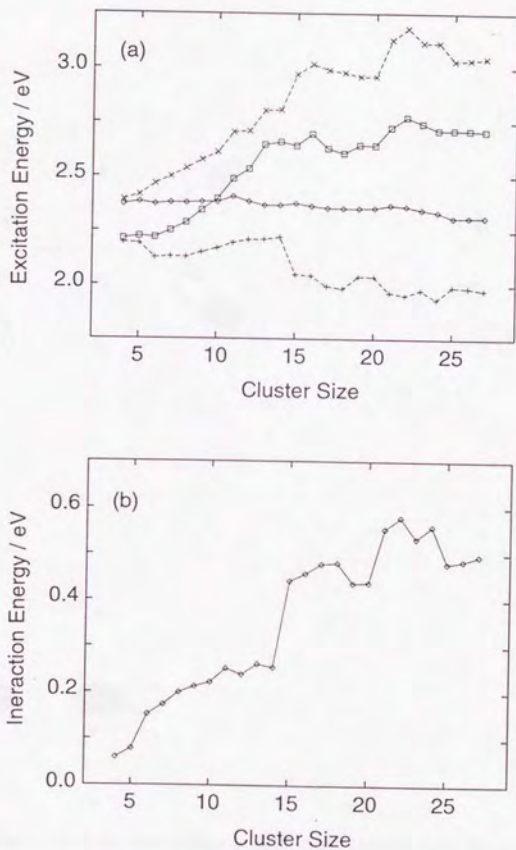 (a)
3.0
2.5
2.0
Excitation Energy / eV
5 10 15 20 25
Cluster Size
(b)
0.6
0.4
0.2
0.0
Ineraction Energy / eV
5 10 15 20 25
Cluster Size